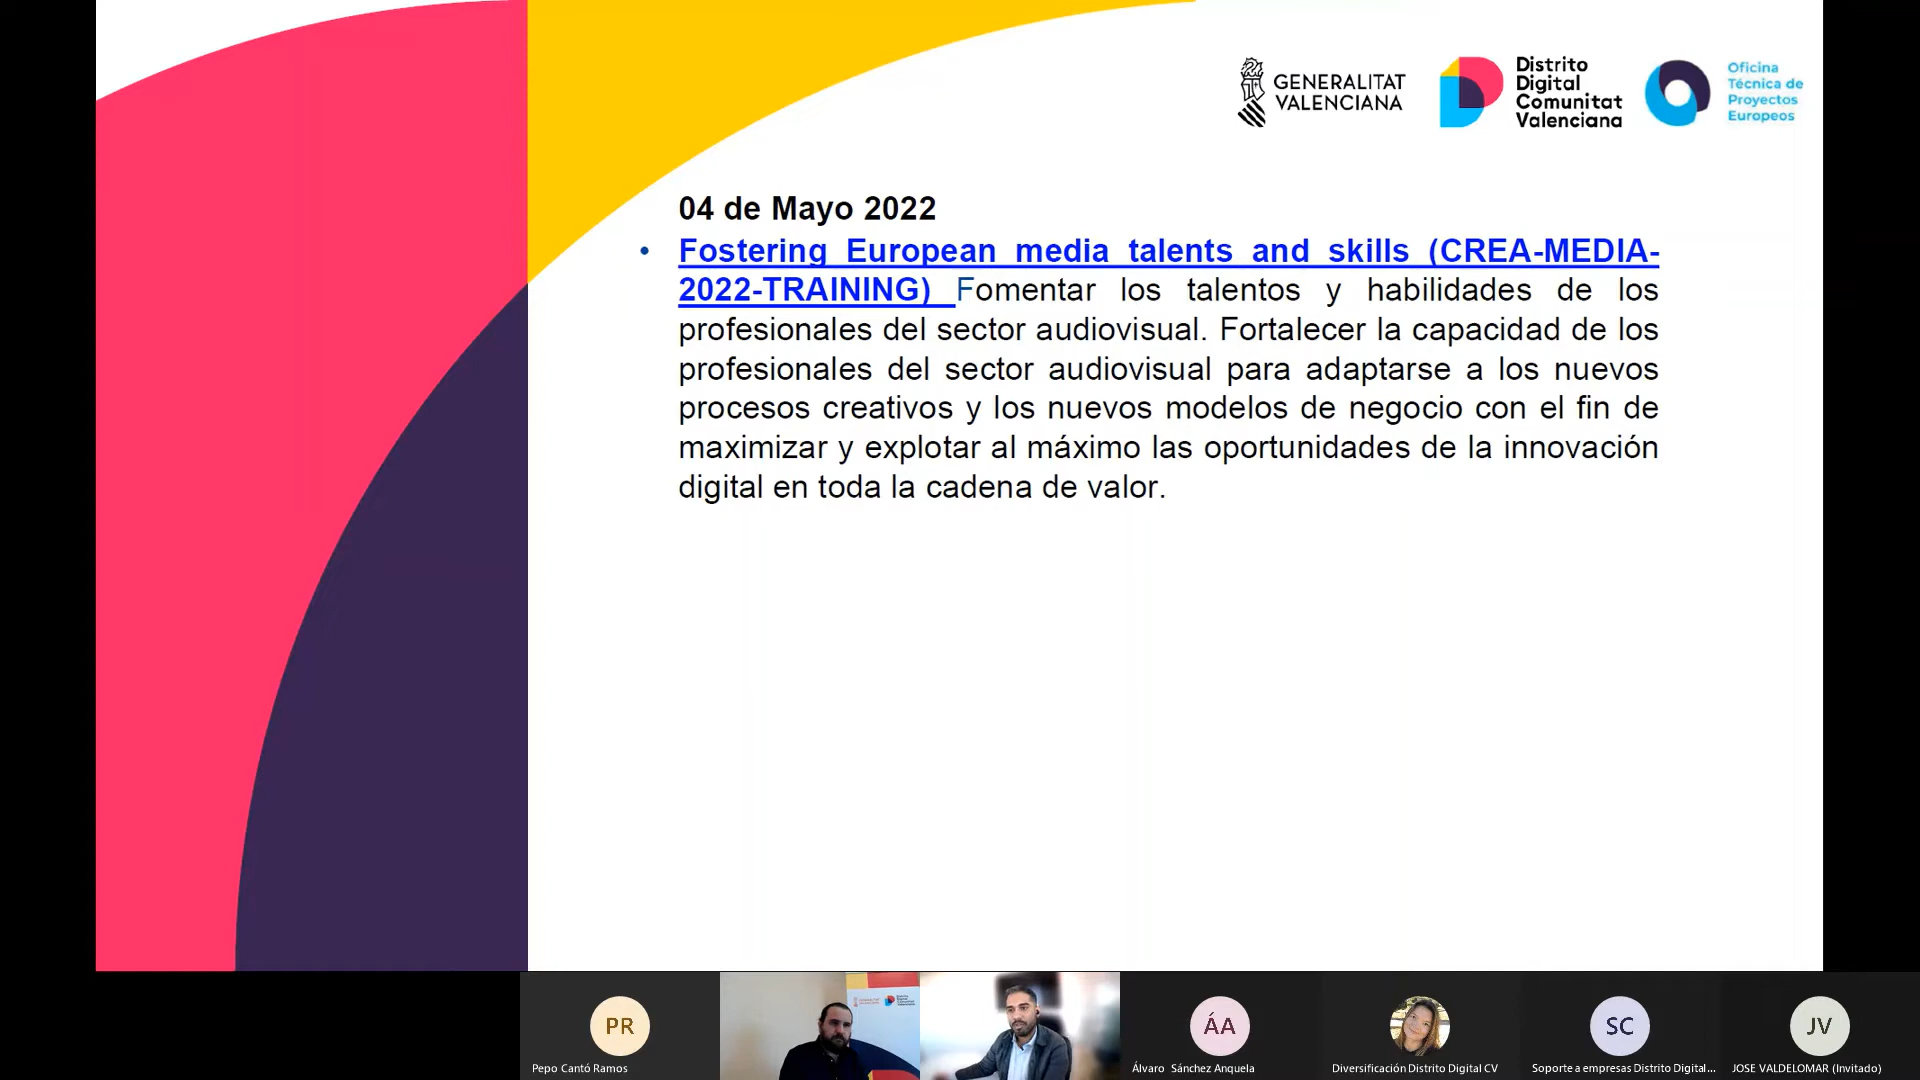 GENERALITAT
VALENCIANA
Distrito
Digital
Comunitat
Valenciana
Oficina
Técnica de
Proyectos
Europeos
04 de Mayo 2022
• Fostering European media talents and skills (CREA-MEDIA-
2022-TRAINING) Fomentar los talentos y habilidades de los
profesionales del sector audiovisual. Fortalecer la capacidad de los
profesionales del sector audiovisual para adaptarse a los nuevos
procesos creativos y los nuevos modelos de negocio con el fin de
maximizar y explotar al máximo las oportunidades de la innovación
digital en toda la cadena de valor.
PR
Pepo Cantó Ramos
ÁA
Álvaro Sánchez Anquela
Diversificación Distrito Digital CV
SC
Soporte a empresas Distrito Digital...
JV
JOSE VALDELOMAR (Invitado)